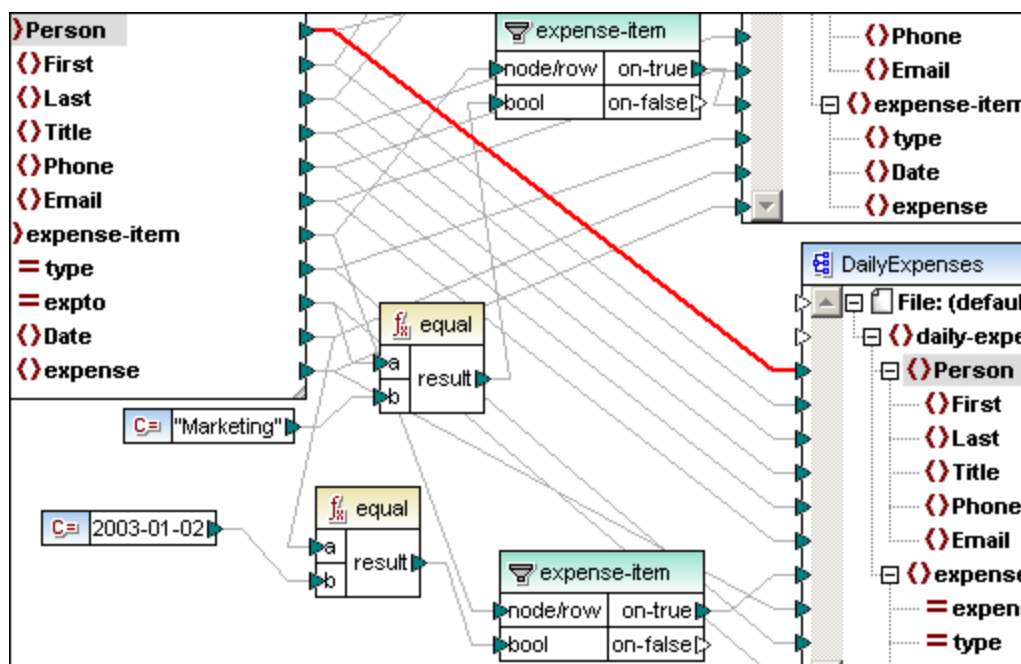 Person
First
Last
Title
Phone
Email
expense-item
type
expto
Date
expense
expense-item
node/row on-true
bool on-false
Phone
Email
expense-item
type
Date
expense
equal
a
result
b
C= "Marketing"
C= 2003-01-02
equal
a
result
b
expense-item
node/row on-true
bool on-false
DailyExpenses
File: (defaul
daily-expe
Person
First
Last
Title
Phone
Email
expense
expen
type